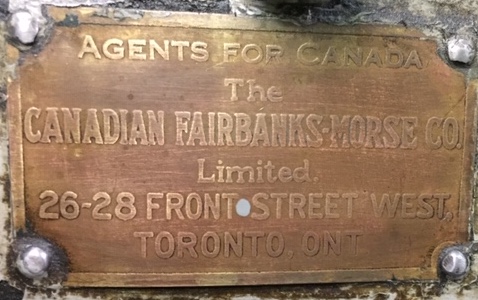 AGENTS FOR CANADA
The
CANADIAN FAIRBANKS-MORSE CO.
Limited.
26-28 FRONT STREET WEST,
TORONTO, ONT